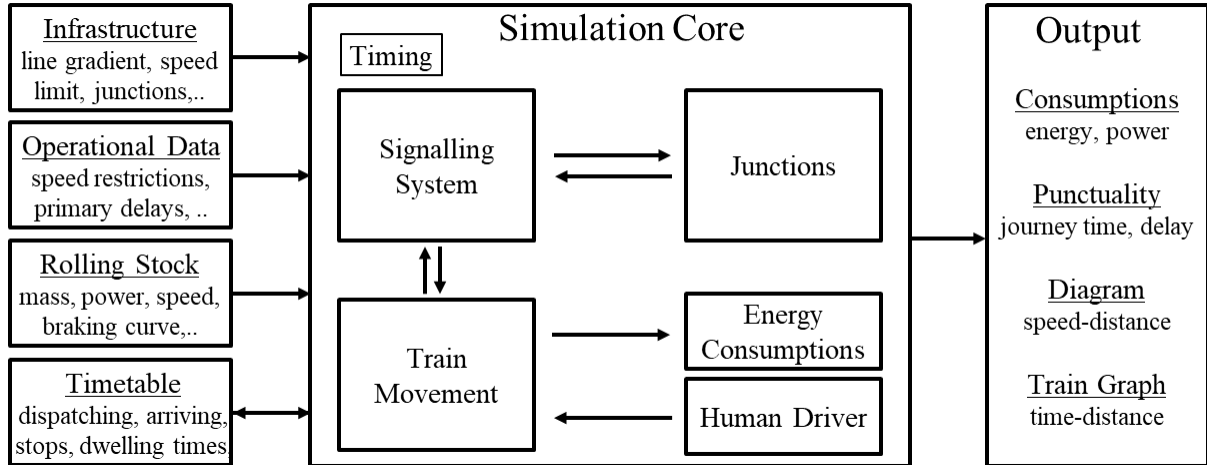 Infrastructure
line gradient, speed
limit, junctions,..
Operational Data
speed restrictions,
primary delays, ..
Rolling Stock
mass, power, speed,
braking curve,..
Timetable
dispatching, arriving,
stops, dwelling times,
Simulation Core
Timing
Signalling
System
Junctions
Train
Movement
Energy
Consumptions
Human Driver
Output
Consumptions
energy, power
Punctuality
journey time, delay
Diagram
speed-distance
Train Graph
time-distance